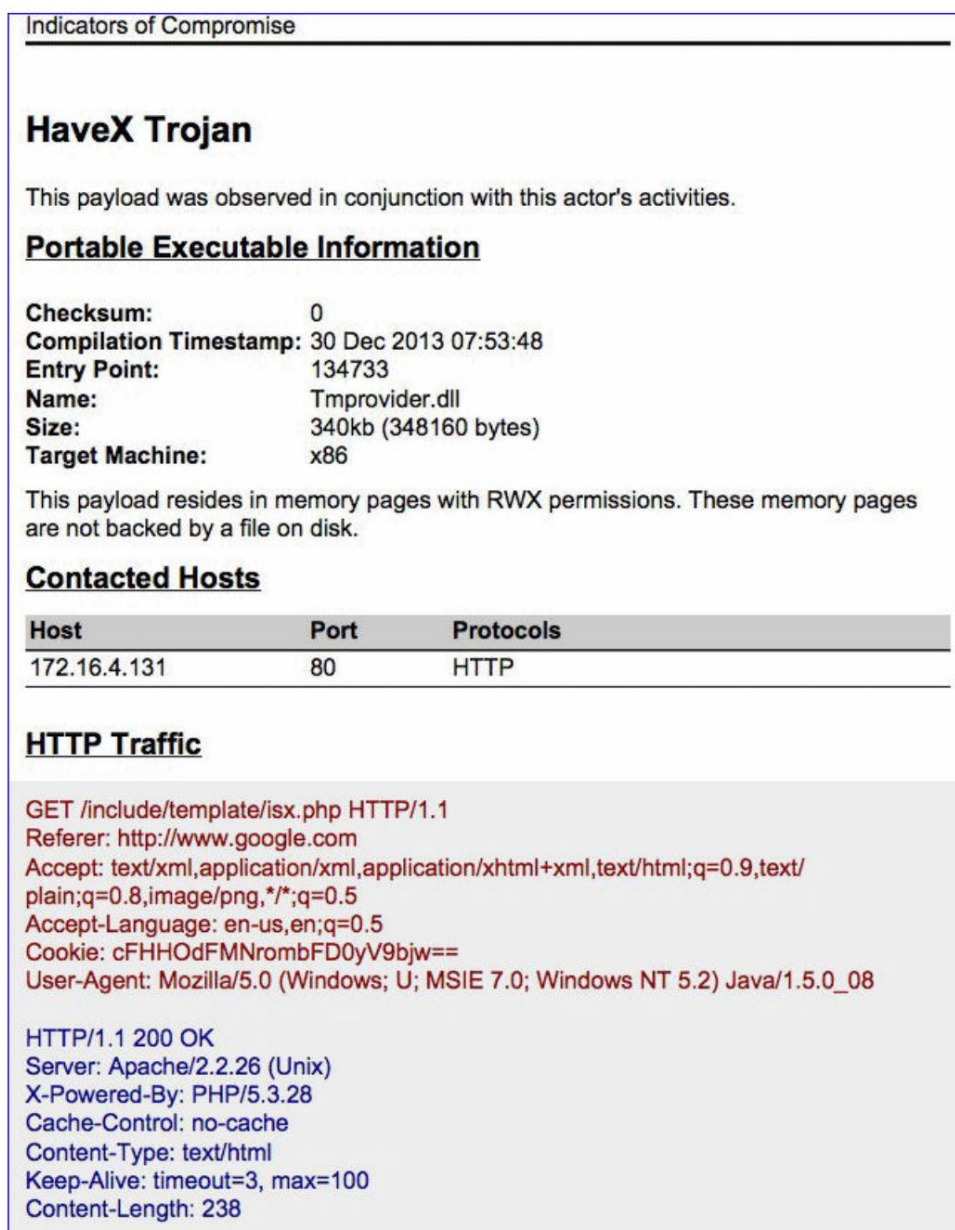 Indicators of Compromise
HaveX Trojan
This payload was observed in conjunction with this actor's activities.
Portable Executable Information
Checksum: 0
Compilation Timestamp: 30 Dec 2013 07:53:48
Entry Point: 134733
Name: Tmprovider.dll
Size: 340kb (348160 bytes)
Target Machine: x86
This payload resides in memory pages with RWX permissions. These memory pages
are not backed by a file on disk.
Contacted Hosts
Host Port Protocols
172.16.4.131 80 HTTP
HTTP Traffic
GET /include/template/isx.php HTTP/1.1
Referer: http://www.google.com
Accept: text/xml,application/xml,application/xhtml+xml,text/html;q=0.9,text/
plain;q=0.8,image/png,*/*;q=0.5
Accept-Language: en-us,en;q=0.5
Cookie: cFHHOdFMNrombFD0yV9bjw==
User-Agent: Mozilla/5.0 (Windows; U; MSIE 7.0; Windows NT 5.2) Java/1.5.0_08
HTTP/1.1 200 OK
Server: Apache/2.2.26 (Unix)
X-Powered-By: PHP/5.3.28
Cache-Control: no-cache
Content-Type: text/html
Keep-Alive: timeout=3, max=100
Content-Length: 238